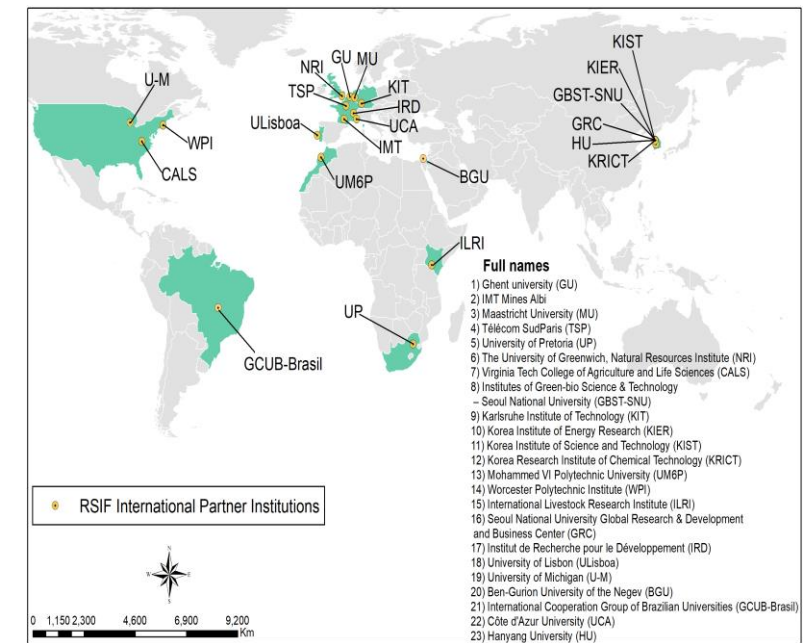 KIST
KIER
GBST-SNU
GRC
HU
KRICT
U-M
WPI
CALS
NRI
GU
MU
TSP
KIT
IRD
UCA
IMT
ULisboa
UM6P
BGU
ILRI
UP
GCUB-Brasil
Full names
1) Ghent university (GU)
2) IMT Mines Albi
3) Maastricht University (MU)
4) Télécom SudParis (TSP)
5) University of Pretoria (UP)
6) The University of Greenwich, Natural Resources Institute (NRI)
7) Virginia Tech College of Agriculture and Life Sciences (CALS)
8) Institutes of Green-bio Science & Technology
– Seoul National University (GBST-SNU)
9) Karlsruhe Institute of Technology (KIT)
10) Korea Institute of Energy Research (KIER)
11) Korea Institute of Science and Technology (KIST)
12) Korea Research Institute of Chemical Technology (KRICT)
13) Mohammed VI Polytechnic University (UM6P)
14) Worcester Polytechnic Institute (WPI)
15) International Livestock Research Institute (ILRI)
16) Seoul National University Global Research & Development
and Business Center (GRC)
17) Institut de Recherche pour le Développement (IRD)
18) University of Lisbon (ULisboa)
19) University of Michigan (U-M)
20) Ben-Gurion University of the Negev (BGU)
21) International Cooperation Group of Brazilian Universities (GCUB-Brasil)
22) Côte d'Azur University (UCA)
23) Hanyang University (HU)
RSIF International Partner Institutions
N
W E
S
0 1,150 2,300 4,600 6,900 9,200
Km